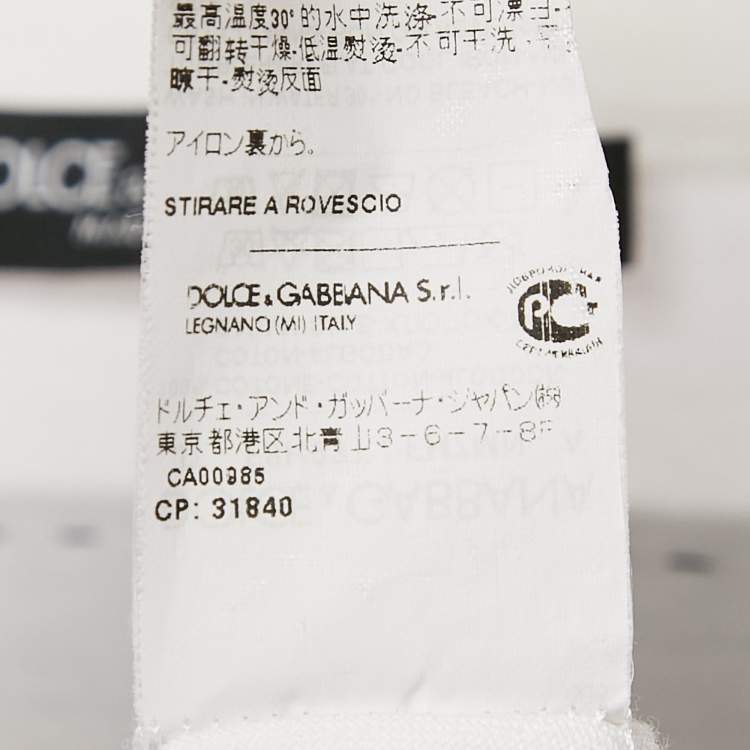 最高温度30°的水中洗涤·不可漂白·
可翻转干燥·低温熨烫·不可干洗·
晾干·熨烫反面
アイロン裏から。
STIRARE A ROVESCIO
DOLCE & GABBANA S.r.l.
LEGNANO (MI) ITALY
РС
ドルチェ・アンド・ガッバーナ・ジャパン㈱
東京都港区北青山3-6-7-8F
CA00985
CP: 31840